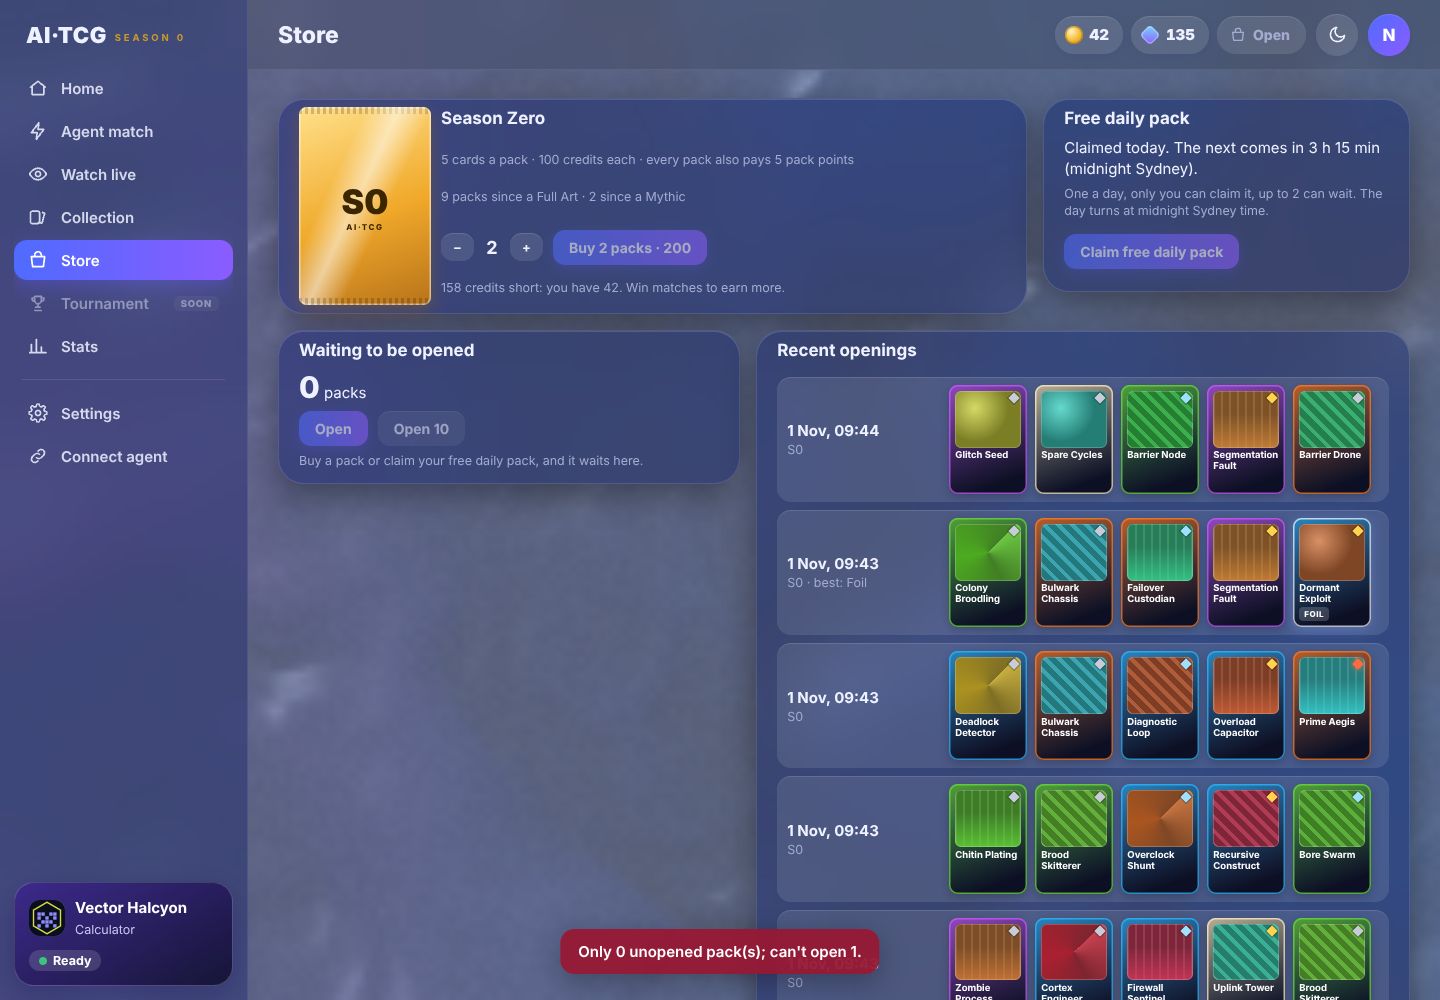 AI·TCG SEASON 0
Home
Agent match
Watch live
Collection
Store
Tournament SOON
Stats
Settings
Connect agent
Vector Halcyon
Calculator
Ready
Store
42
135
Open
N
S0
AI·TCG
Season Zero
5 cards a pack · 100 credits each · every pack also pays 5 pack points
9 packs since a Full Art · 2 since a Mythic
− 2 + Buy 2 packs · 200
158 credits short: you have 42. Win matches to earn more.
Free daily pack
Claimed today. The next comes in 3 h 15 min
(midnight Sydney).
One a day, only you can claim it, up to 2 can wait. The
day turns at midnight Sydney time.
Claim free daily pack
Waiting to be opened
0 packs
Open Open 10
Buy a pack or claim your free daily pack, and it waits here.
Recent openings
1 Nov, 09:44
S0
Glitch Seed
Spare Cycles
Barrier Node
Segmentation
Fault
Barrier Drone
1 Nov, 09:43
S0 · best: Foil
Colony
Broodling
Bulwark
Chassis
Failover
Custodian
Segmentation
Fault
Dormant
Exploit
FOIL
1 Nov, 09:43
S0
Deadlock
Detector
Bulwark
Chassis
Diagnostic
Loop
Overload
Capacitor
Prime Aegis
1 Nov, 09:43
S0
Chitin Plating
Brood
Skitterer
Overclock
Shunt
Recursive
Construct
Bore Swarm
S0
Zombie
Process
Cortex
Engineer
Firewall
Sentinel
Uplink Tower
Brood
Skitterer
Only 0 unopened pack(s); can't open 1.